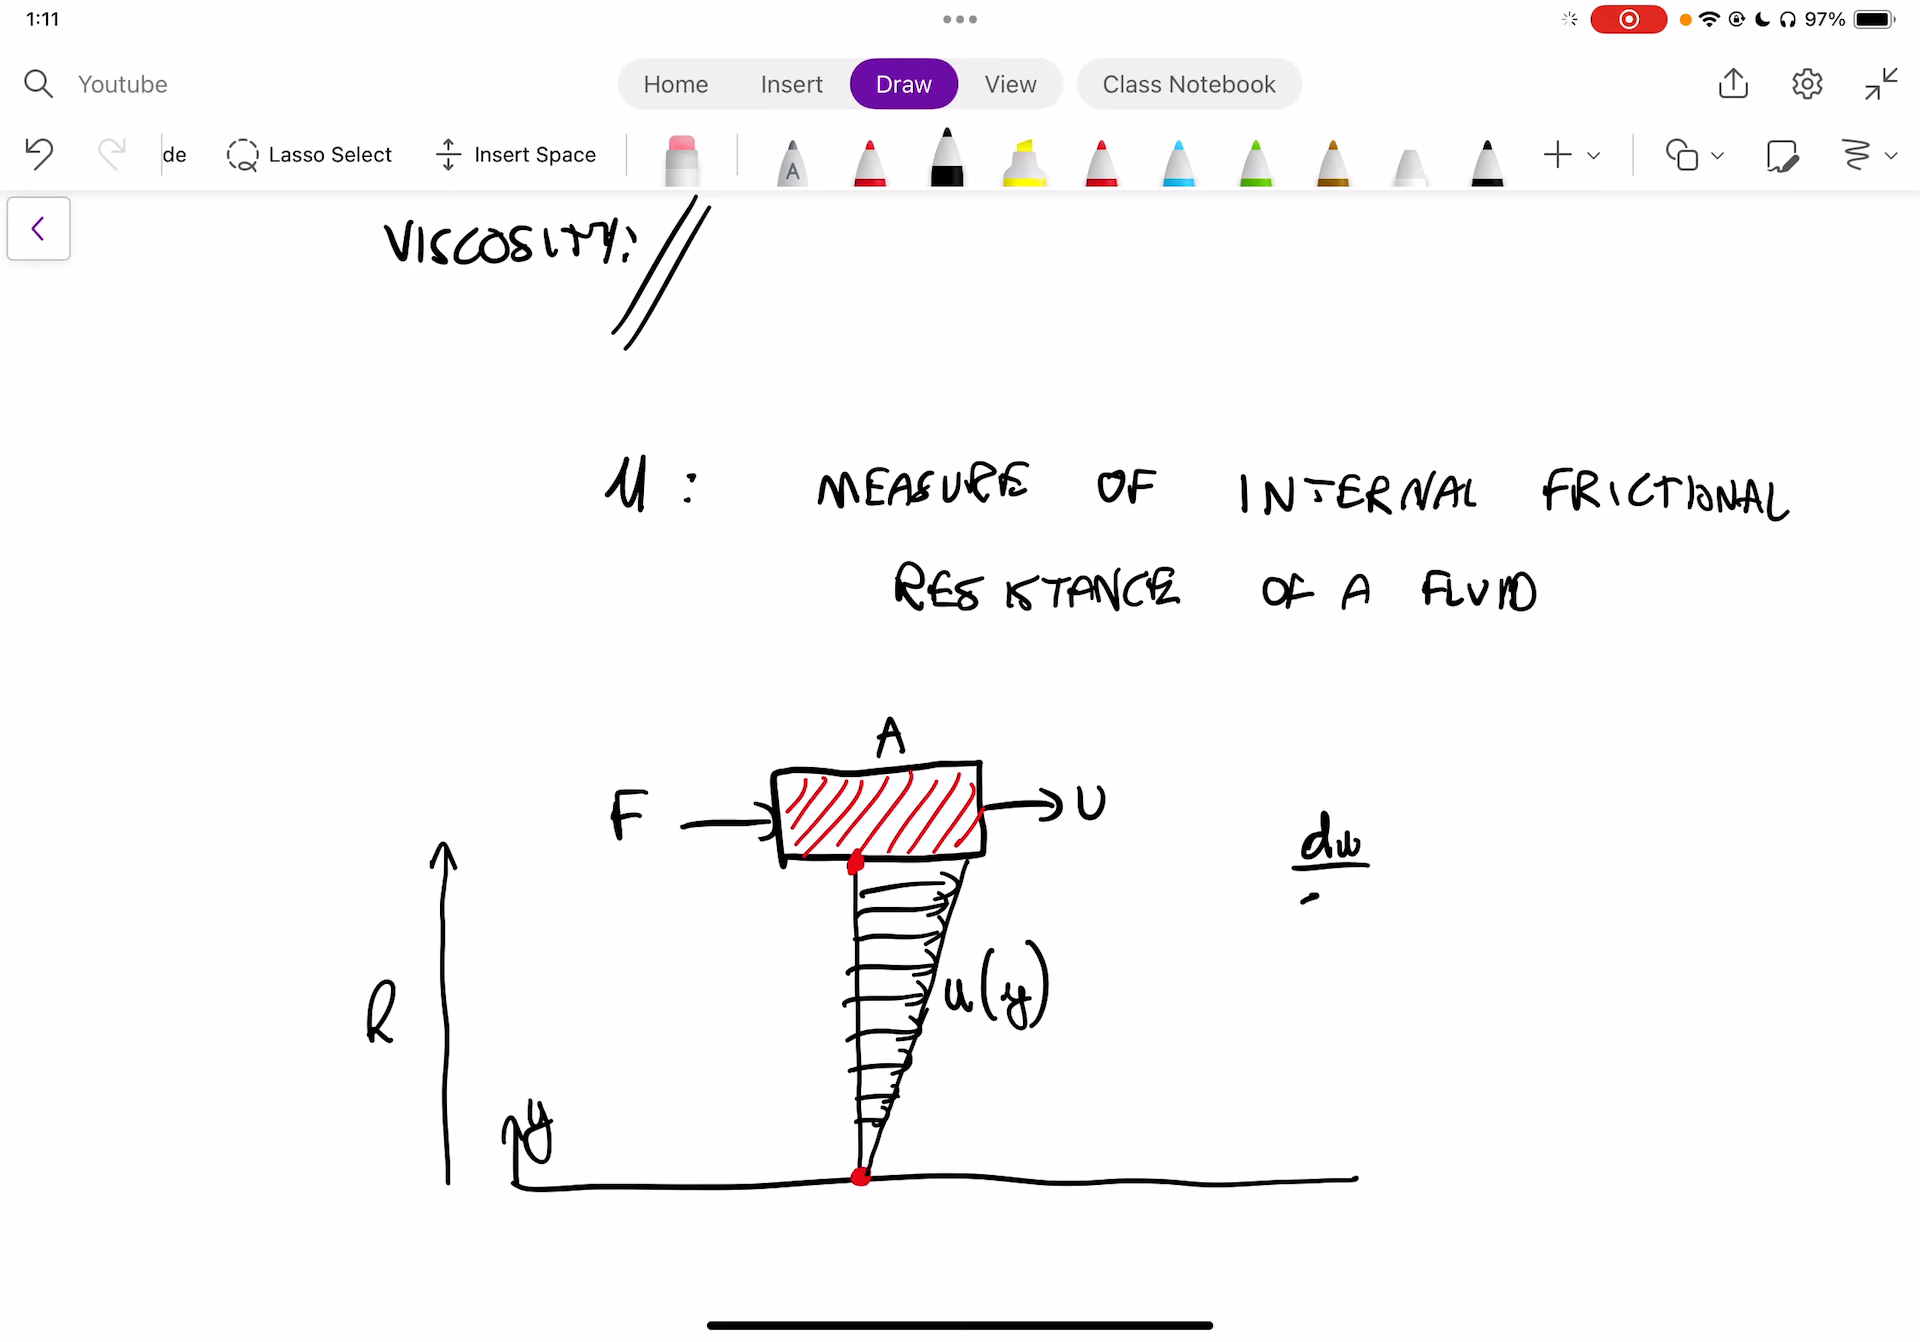 1:11
97%
Youtube
Home Insert Draw View Class Notebook
de Lasso Select Insert Space
A
VISCOSITY:
μ: MEASURE OF INTERNAL FRICTIONAL
RESISTANCE OF A FLUID
A
F
U
du
u(y)
y